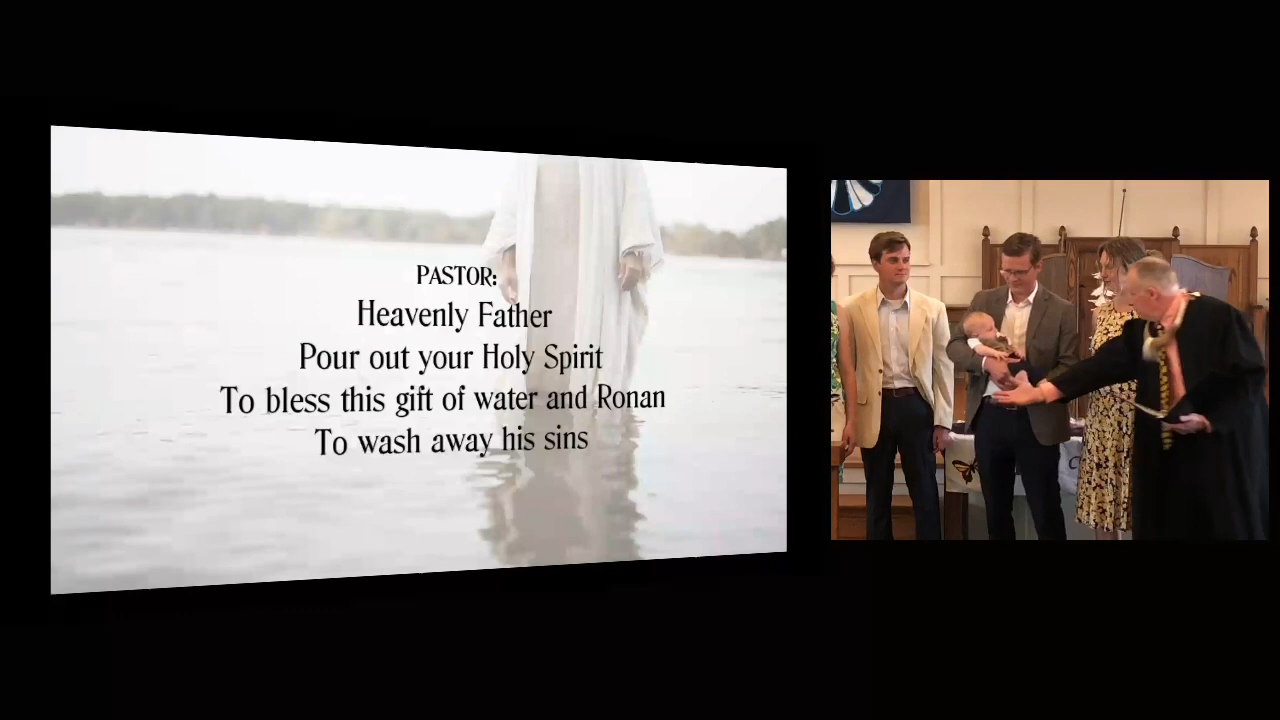 PASTOR:
Heavenly Father
Pour out your Holy Spirit
To bless this gift of water and Ronan
To wash away his sins